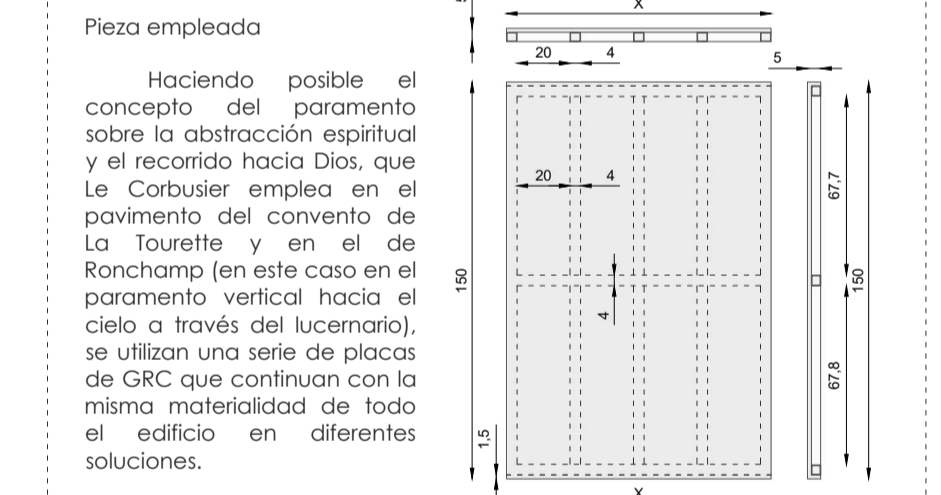 Pieza empleada
Haciendo posible el
concepto del paramento
sobre la abstracción espiritual
y el recorrido hacia Dios, que
Le Corbusier emplea en el
pavimento del convento de
La Tourette y en el de
Ronchamp (en este caso en el
paramento vertical hacia el
cielo a través del lucernario),
se utilizan una serie de placas
de GRC que continuan con la
misma materialidad de todo
el edificio en diferentes
soluciones.
X
20 4
5
20 4
67,7
150
150
4
67,8
1,5
X